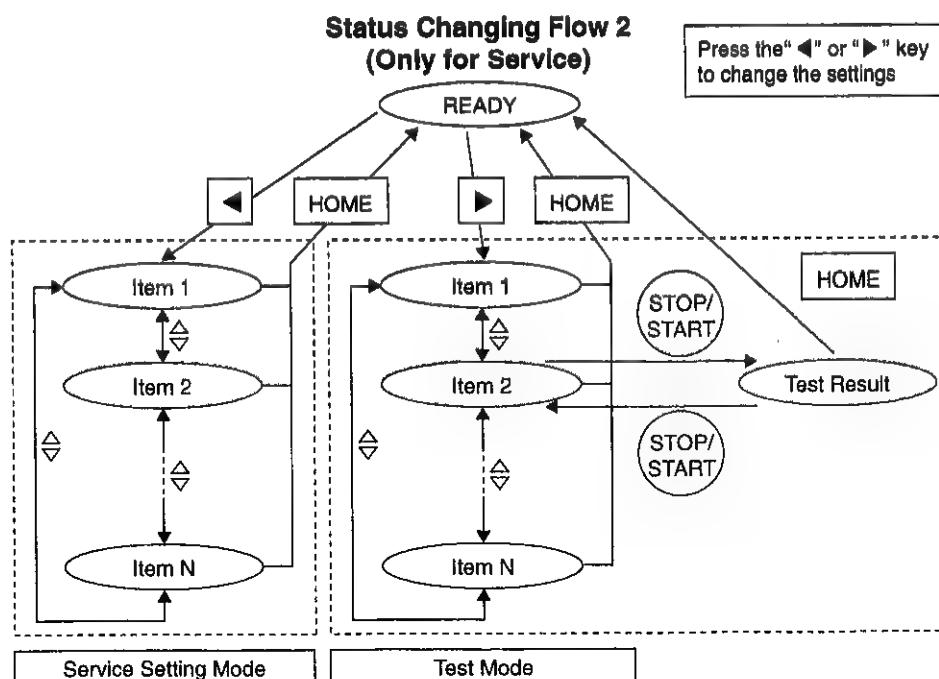 Status Changing Flow 2
(Only for Service)
Press the" ◀" or "▶" key
to change the settings
READY
◀
HOME
▶
HOME
HOME
Item 1
Item 1
STOP/
START
Item 2
Item 2
Test Result
STOP/
START
Item N
Item N
Service Setting Mode
Test Mode